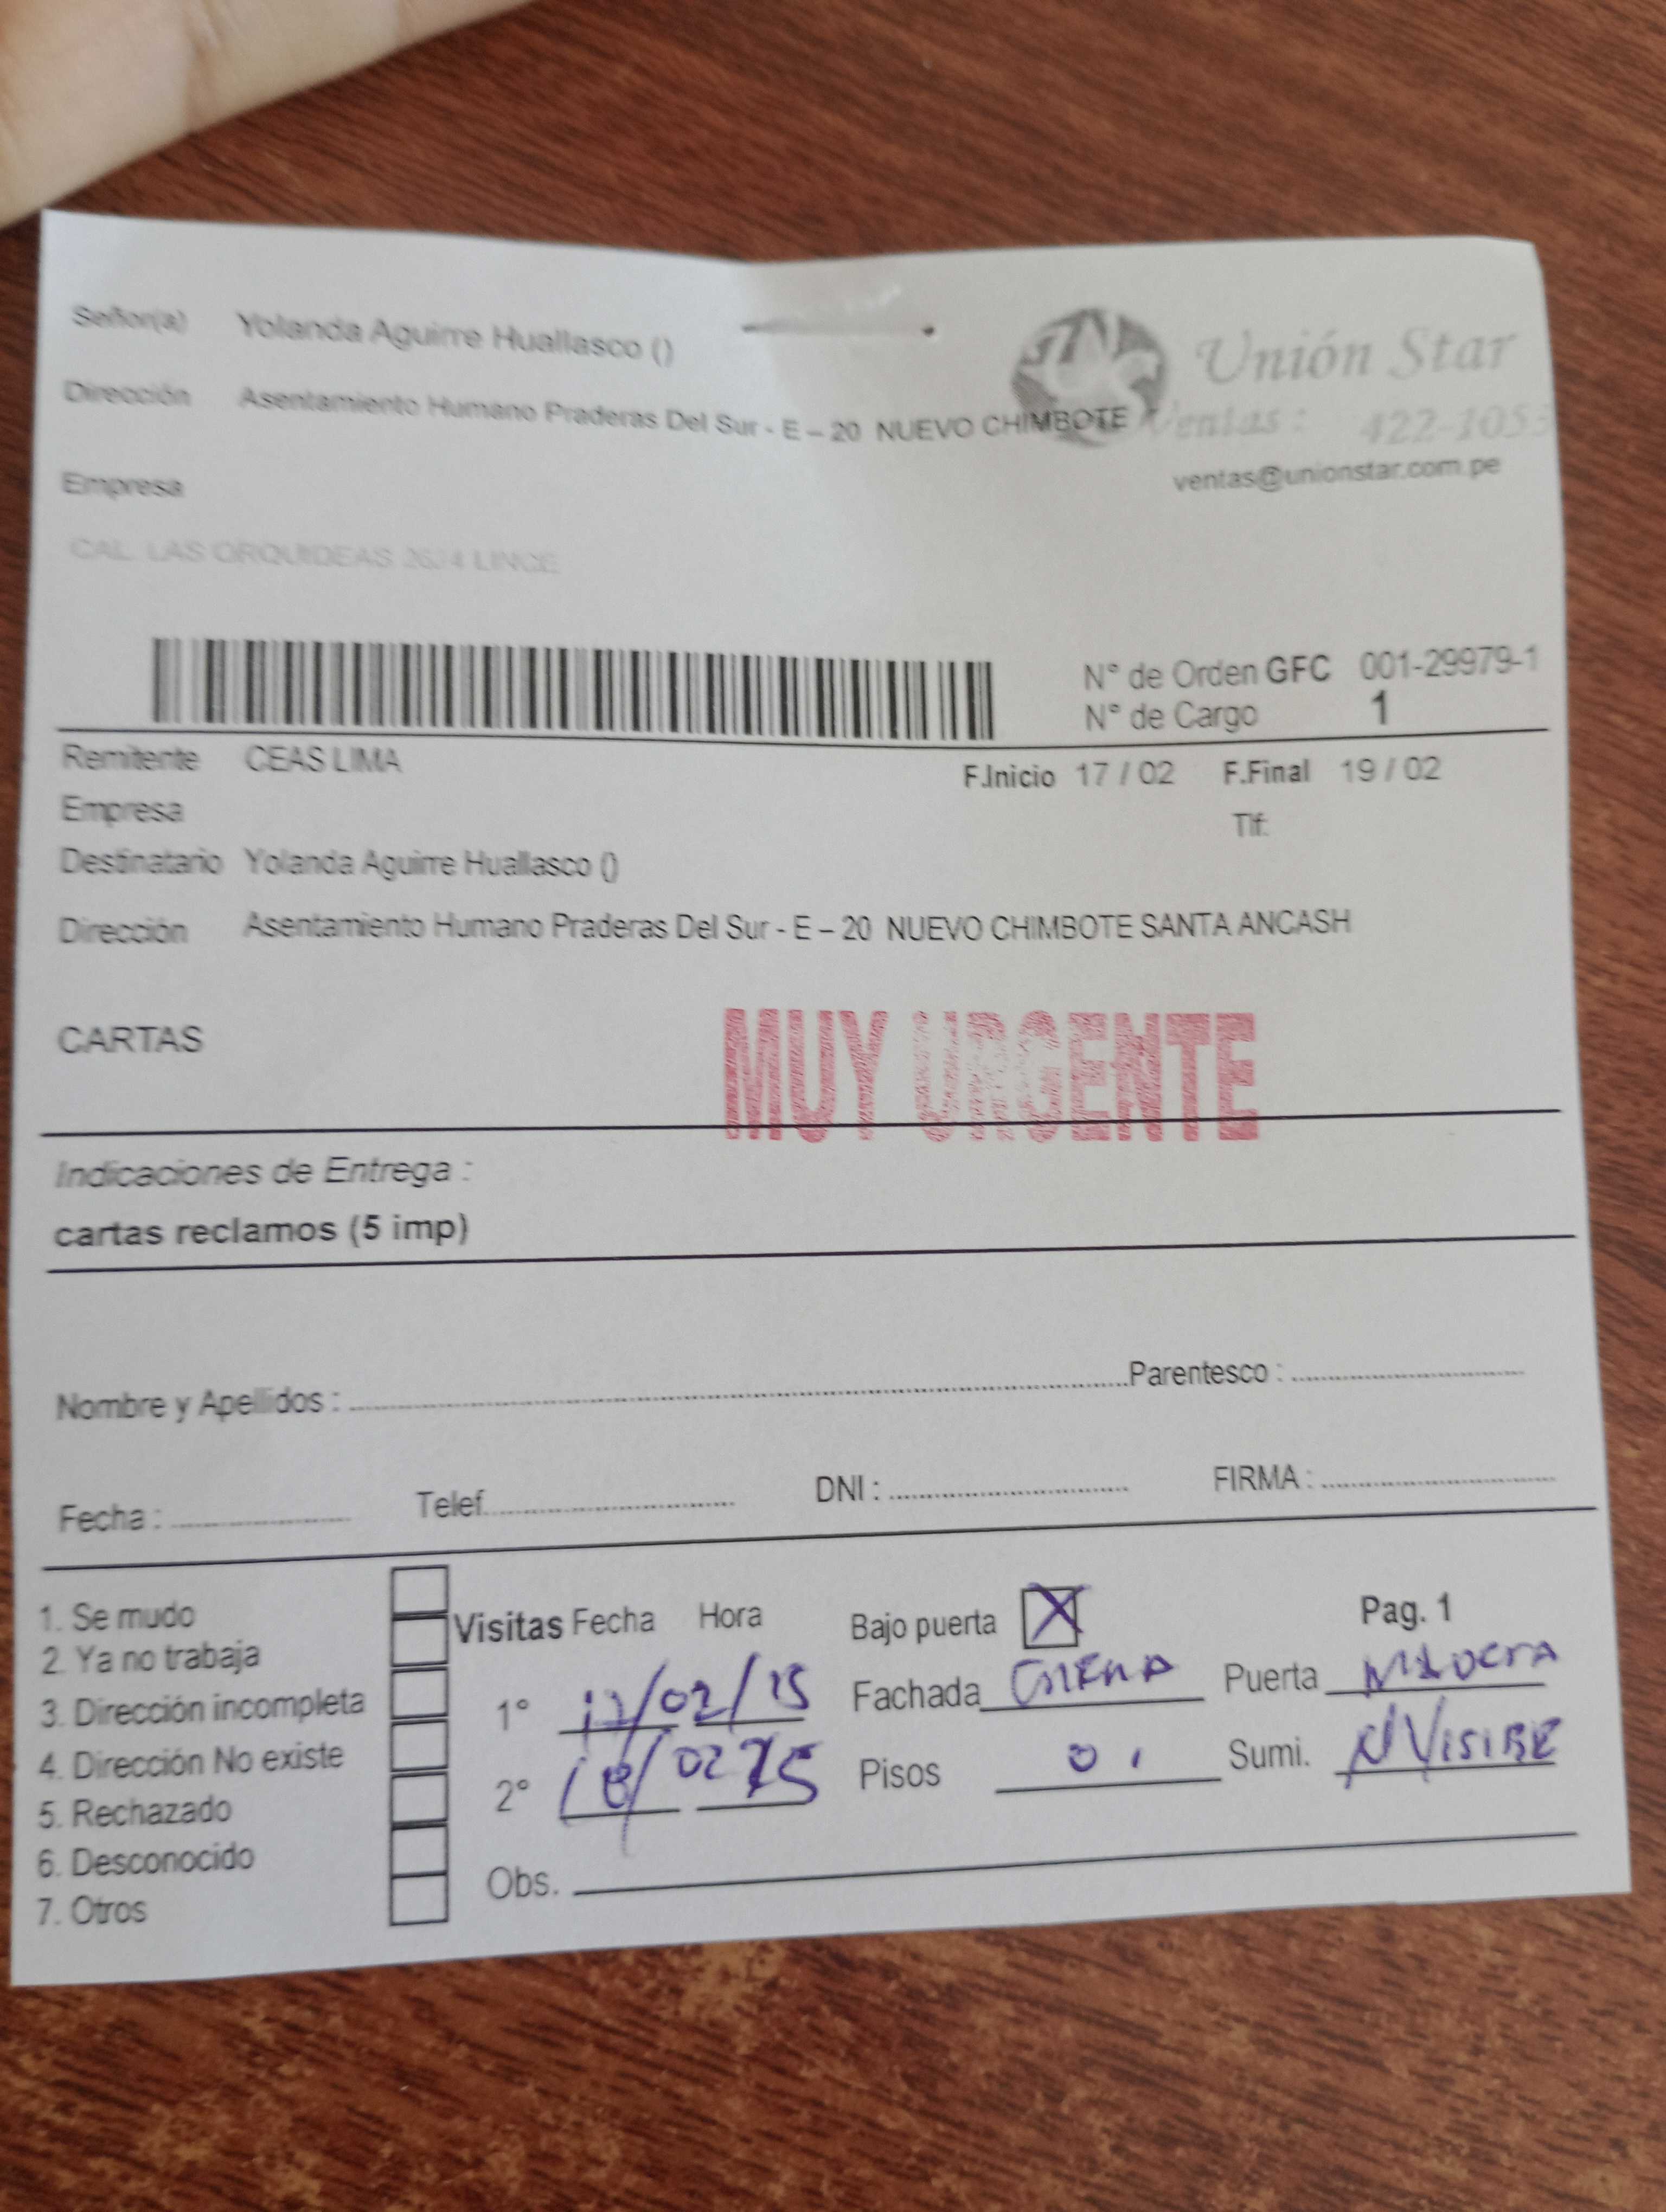 Señor(a) Yolanda Aguirre Huallasco ()
Unión Star
Dirección Asentamiento Humano Praderas Del Sur - E – 20 NUEVO CHIMBOTE
Ventas : 422-1053
ventas@unionstar.com.pe
Empresa
CAL. LAS ORQUIDEAS LINCE
N° de Orden GFC 001-29979-1
N° de Cargo 1
Remitente CEAS LIMA
F.Inicio 17 / 02 F.Final 19 / 02
Empresa
Tlf:
Destinatario Yolanda Aguirre Huallasco ()
Dirección Asentamiento Humano Praderas Del Sur - E – 20 NUEVO CHIMBOTE SANTA ANCASH
CARTAS
MUY URGENTE
Indicaciones de Entrega :
cartas reclamos (5 imp)
Nombre y Apellidos : Parentesco :
Fecha : Telef. DNI : FIRMA :
1. Se mudo
2. Ya no trabaja
3. Dirección incompleta
4. Dirección No existe
5. Rechazado
6. Desconocido
7. Otros
Visitas Fecha Hora
1° 17/02/25
2° 18/02 25
Obs.
Bajo puerta X
Pag. 1
Fachada Puerta
Pisos 01 Sumi. N VISIBE